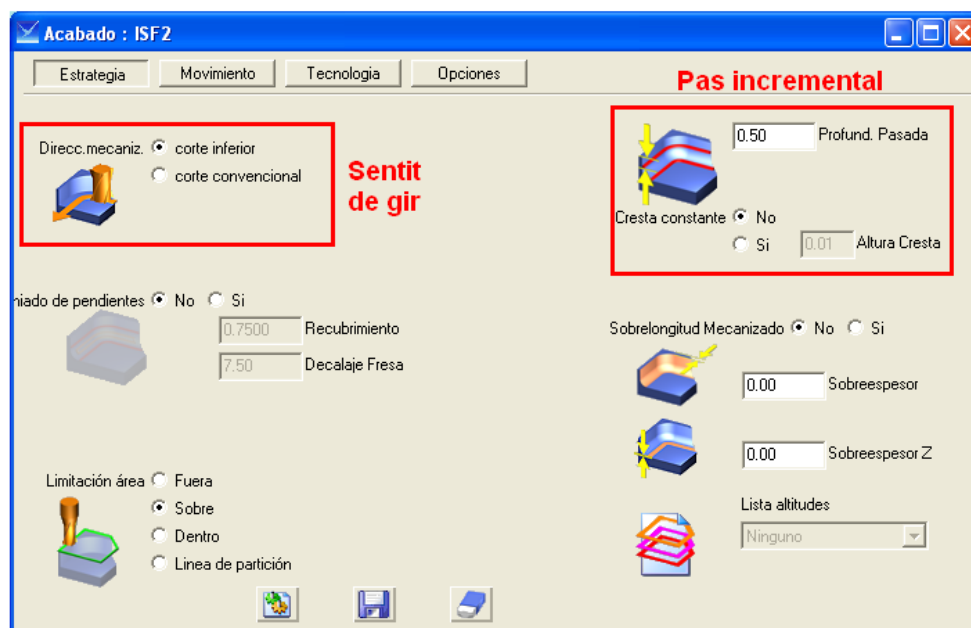 Acabado : ISF2
Estrategia Movimiento Tecnologia Opciones
Pas incremental
Direcc.mecaniz. corte inferior
corte convencional
Sentit
de gir
0.50 Profund. Pasada
Cresta constante No
Si 0.01 Altura Cresta
niado de pendientes No Si
0.7500 Recubrimiento
7.50 Decalaje Fresa
Sobrelongitud Mecanizado No Si
0.00 Sobreespesor
0.00 Sobreespesor Z
Limitación área Fuera
Sobre
Dentro
Linea de partición
Lista altitudes
Ninguno